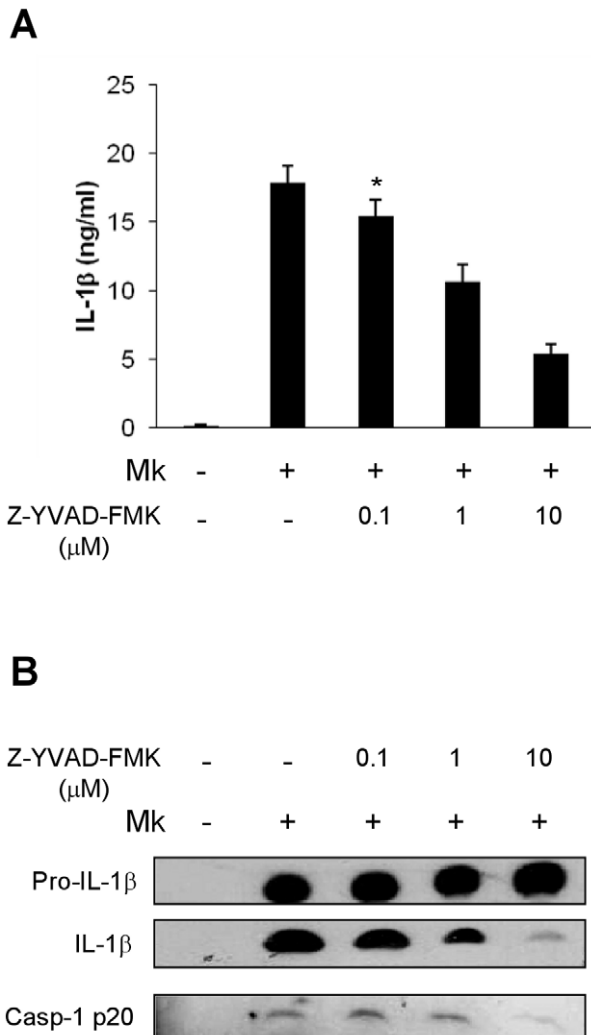 A
25
20
15
10
5
0
IL-1β (ng/ml)
*
Mk - + + + +
Z-YVAD-FMK - - 0.1 1 10
(μM)
B
Z-YVAD-FMK - - 0.1 1 10
(μM)
Mk - + + + +
Pro-IL-1β
IL-1β
Casp-1 p20